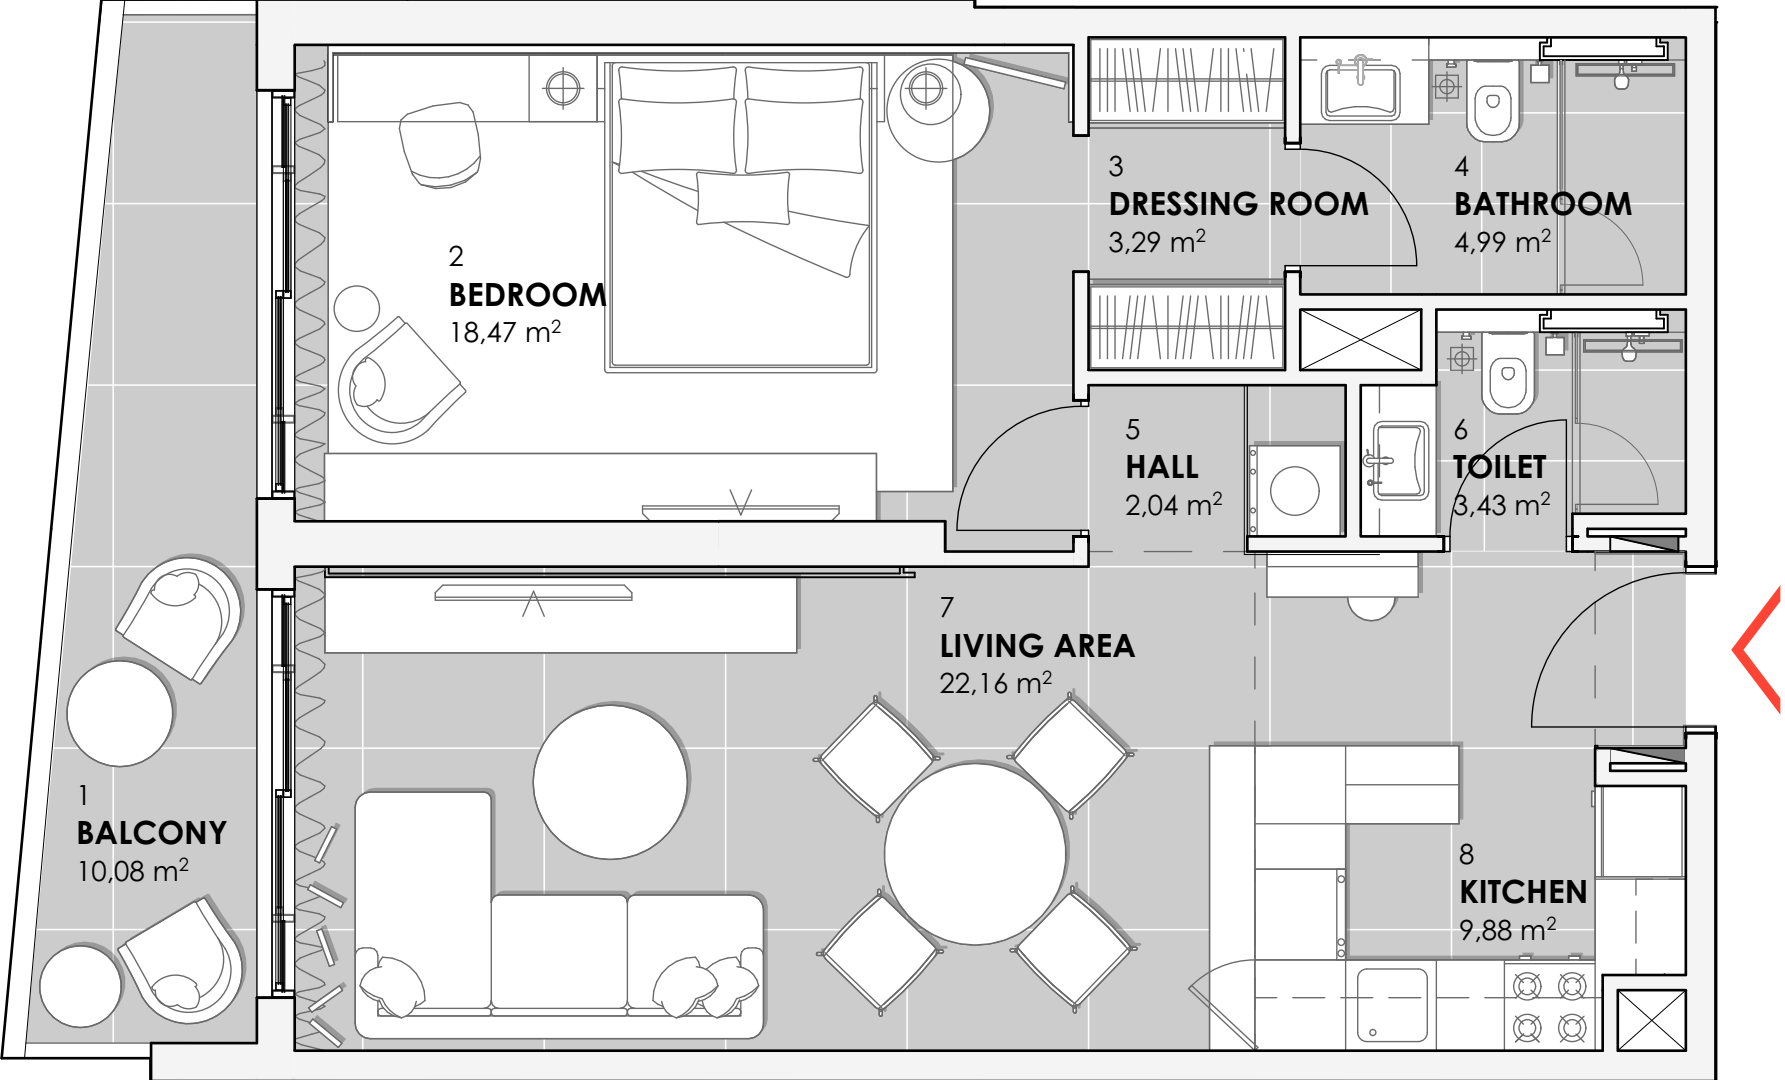 1
BALCONY
10,08 m²
2
BEDROOM
18,47 m²
3
DRESSING ROOM
3,29 m²
4
BATHROOM
4,99 m²
5
HALL
2,04 m²
6
TOILET
3,43 m²
7
LIVING AREA
22,16 m²
8
KITCHEN
9,88 m²